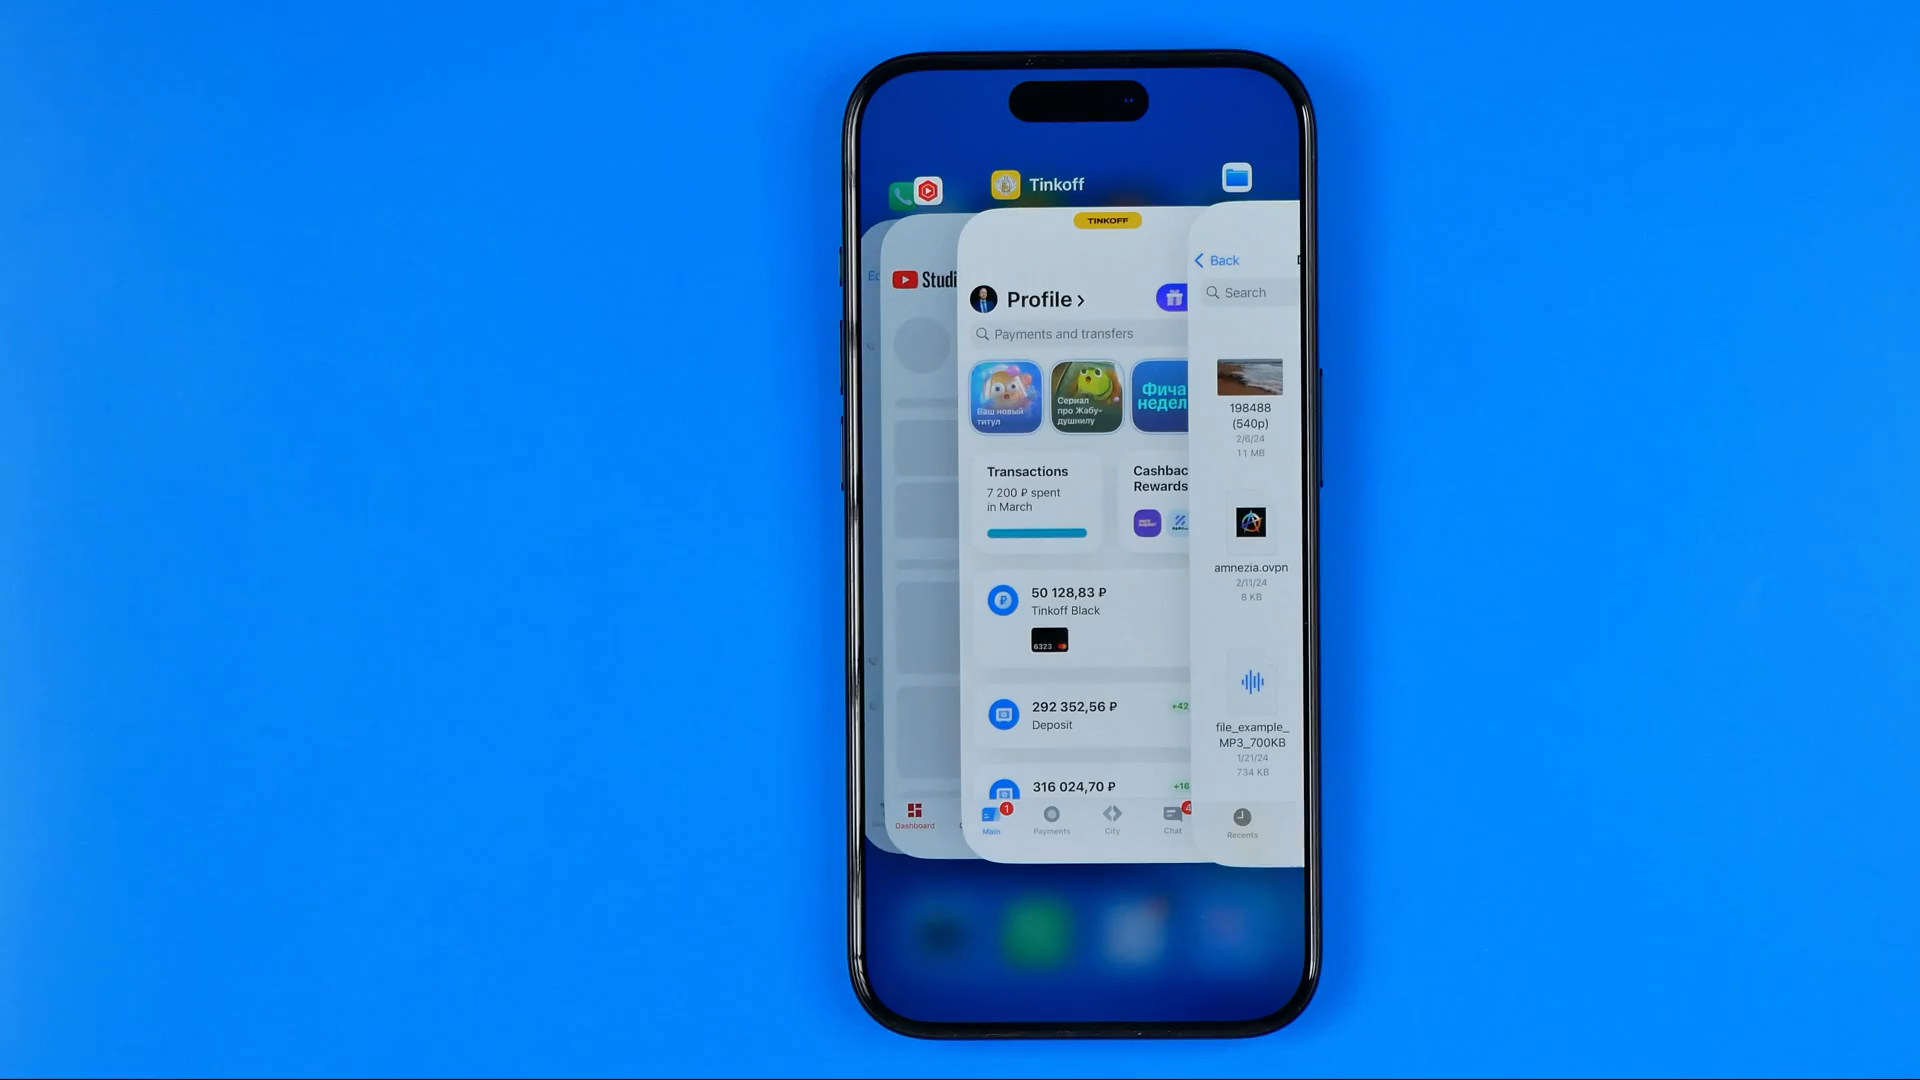 Tinkoff
TINKOFF
Studi
Profile >
Payments and transfers
Ваш новый
титул
Сериал
про Жабу-
душнилу
Фича
недел
Transactions
7 200 ₽ spent
in March
Cashbac
Rewards
50 128,83 ₽
Tinkoff Black
6323
292 352,56 ₽
+42
Deposit
316 024,70 ₽
+16
Dashboard
1
Main
Payments
City
4
Chat
Back
Search
198488
(540p)
2/6/24
11 MB
amnezia.ovpn
2/11/24
8 KB
file_example_
MP3_700KB
1/21/24
734 KB
Recents